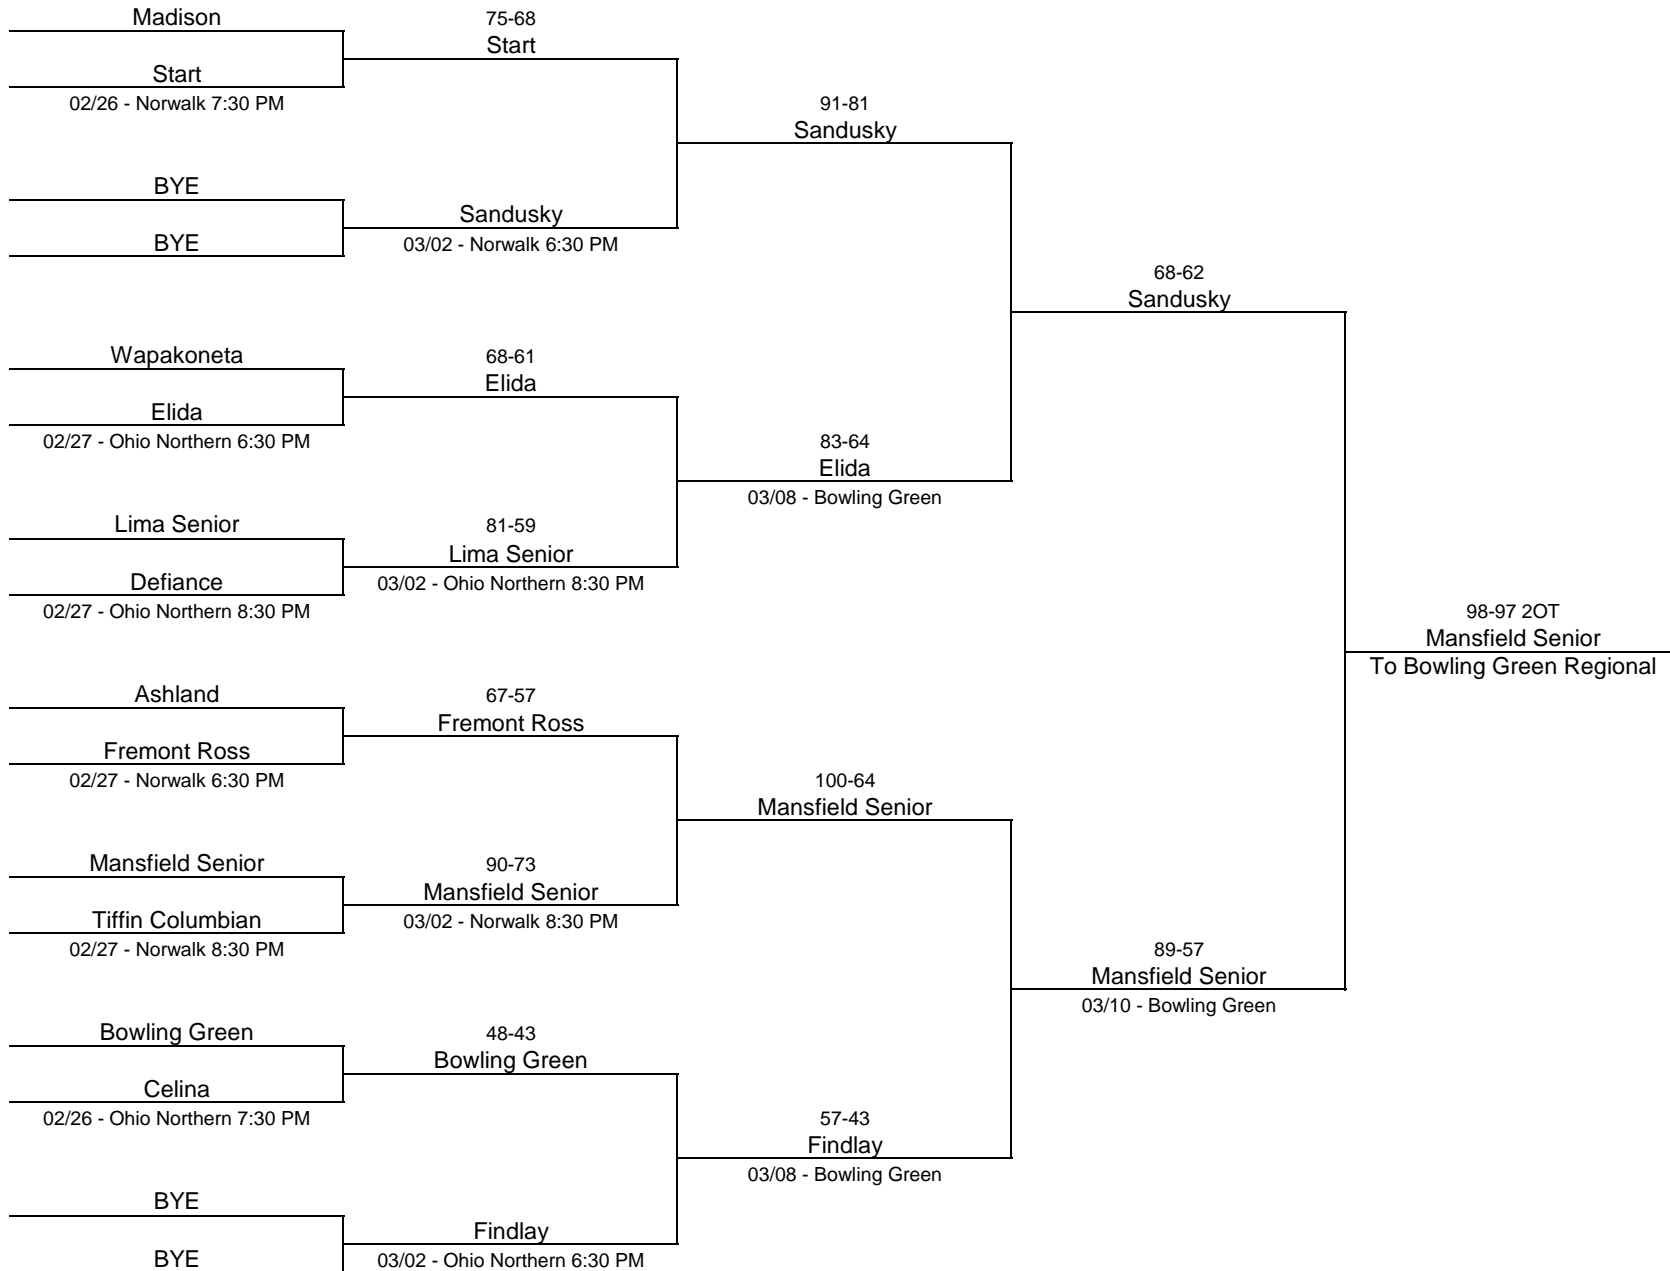 Madison
Start
02/26 - Norwalk 7:30 PM
BYE
BYE
Wapakoneta
Elida
02/27 - Ohio Northern 6:30 PM
Lima Senior
Defiance
02/27 - Ohio Northern 8:30 PM
Ashland
Fremont Ross
02/27 - Norwalk 6:30 PM
Mansfield Senior
Tiffin Columbian
02/27 - Norwalk 8:30 PM
Bowling Green
Celina
02/26 - Ohio Northern 7:30 PM
BYE
BYE
75-68
Start
Sandusky
03/02 - Norwalk 6:30 PM
68-61
Elida
81-59
Lima Senior
03/02 - Ohio Northern 8:30 PM
67-57
Fremont Ross
90-73
Mansfield Senior
03/02 - Norwalk 8:30 PM
48-43
Bowling Green
Findlay
03/02 - Ohio Northern 6:30 PM
91-81
Sandusky
83-64
Elida
03/08 - Bowling Green
100-64
Mansfield Senior
57-43
Findlay
03/08 - Bowling Green
68-62
Sandusky
89-57
Mansfield Senior
03/10 - Bowling Green
98-97 2OT
Mansfield Senior
To Bowling Green Regional